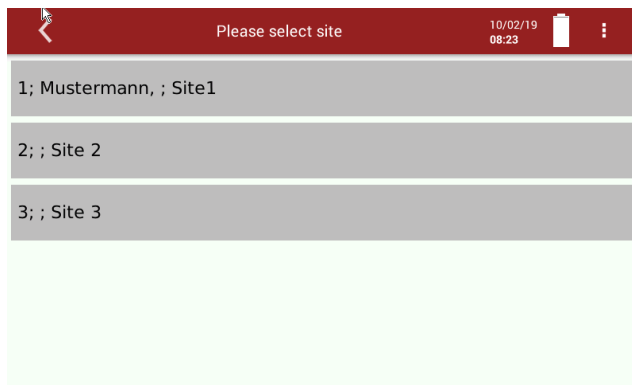 Please select site
10/02/19
08:23
1; Mustermann, ; Site1
2; ; Site 2
3; ; Site 3